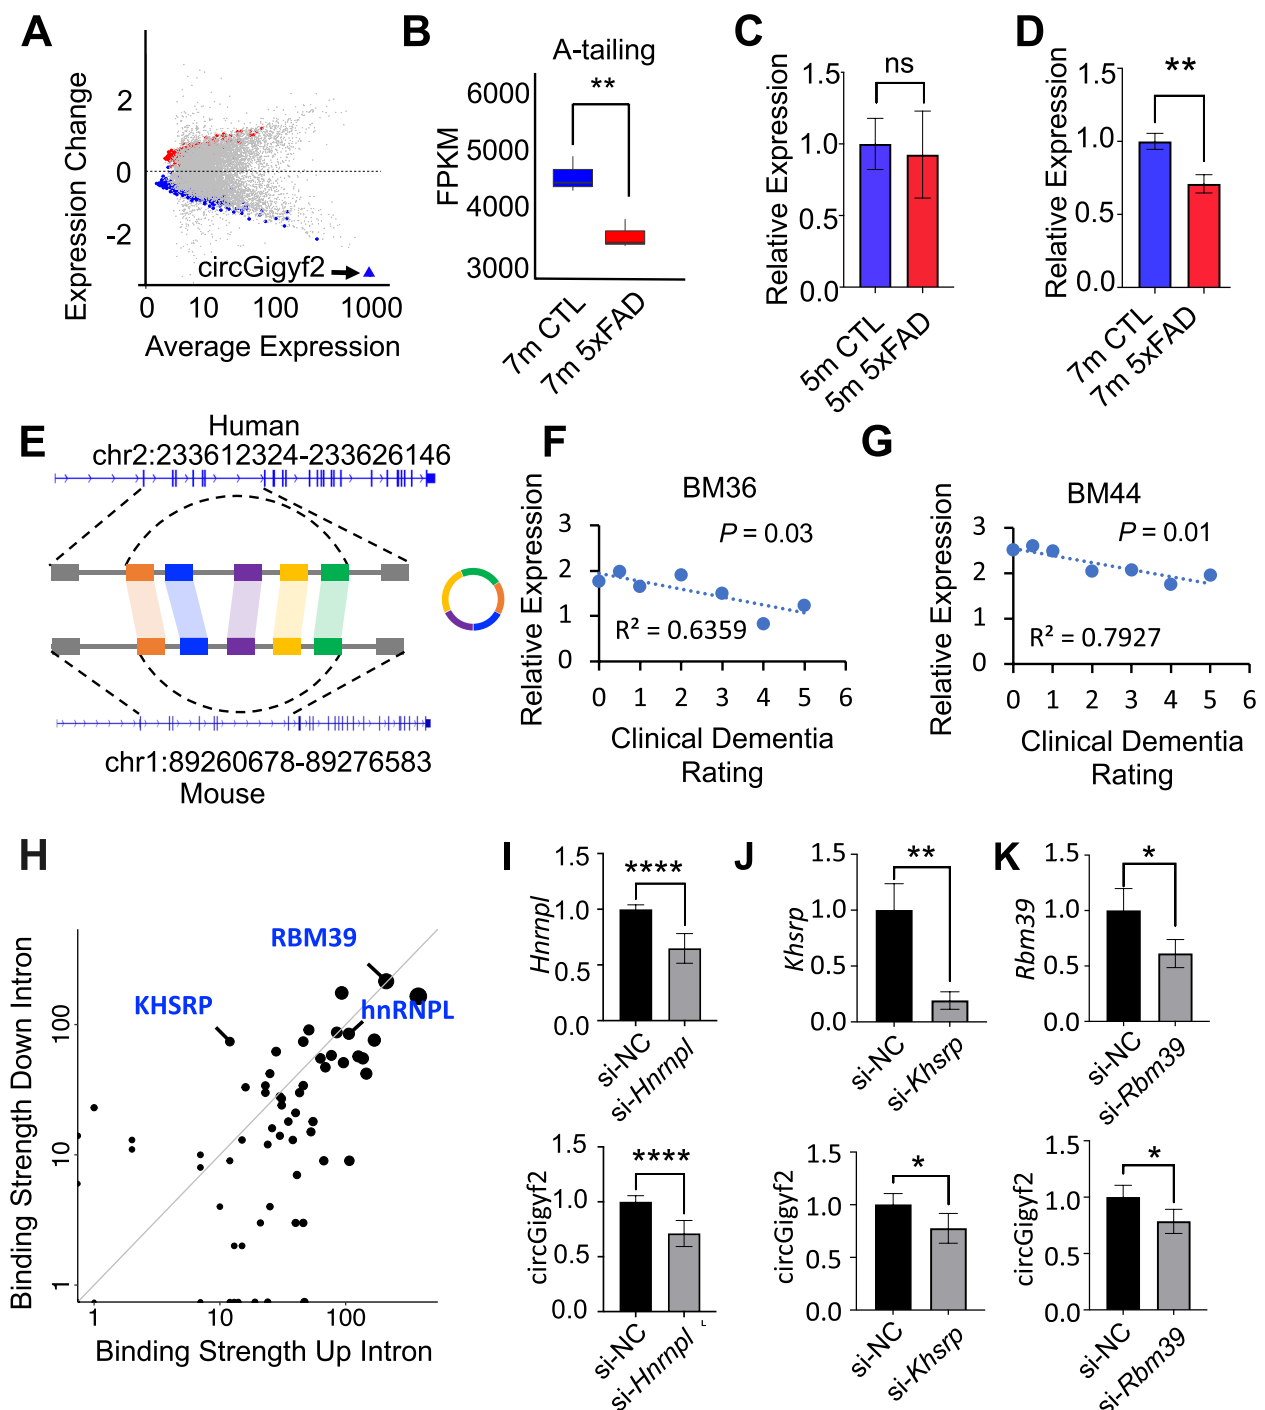 A
Expression Change
2
0
-2
circGigyf2
0
10
100
1000
Average Expression
B
A-tailing
**
FPKM
6000
5000
4000
3000
7m CTL
7m 5xFAD
C
ns
Relative Expression
1.5
1.0
0.5
0.0
5m CTL
5m 5xFAD
D
**
Relative Expression
1.5
1.0
0.5
0.0
7m CTL
7m 5xFAD
E
Human
chr2:233612324-233626146
chr1:89260678-89276583
Mouse
F
BM36
P = 0.03
R² = 0.6359
Relative Expression
3
2
1
0
0 1 2 3 4 5 6
Clinical Dementia
Rating
G
BM44
P = 0.01
R² = 0.7927
Relative Expression
3
2
1
0
0 1 2 3 4 5 6
Clinical Dementia
Rating
H
RBM39
KHSRP
hnRNPL
Binding Strength Down Intron
100
10
1
1
10
100
Binding Strength Up Intron
I
****
Hnrnpl
1.5
1.0
0.5
0.0
si-NC
si-Hnrnpl
****
circGigyf2
1.5
1.0
0.5
0.0
si-NC
si-Hnrnpl
J
**
Khsrp
1.5
1.0
0.5
0.0
si-NC
si-Khsrp
*
circGigyf2
1.5
1.0
0.5
0.0
si-NC
si-Khsrp
K
*
Rbm39
1.5
1.0
0.5
0.0
si-NC
si-Rbm39
*
circGigyf2
1.5
1.0
0.5
0.0
si-NC
si-Rbm39